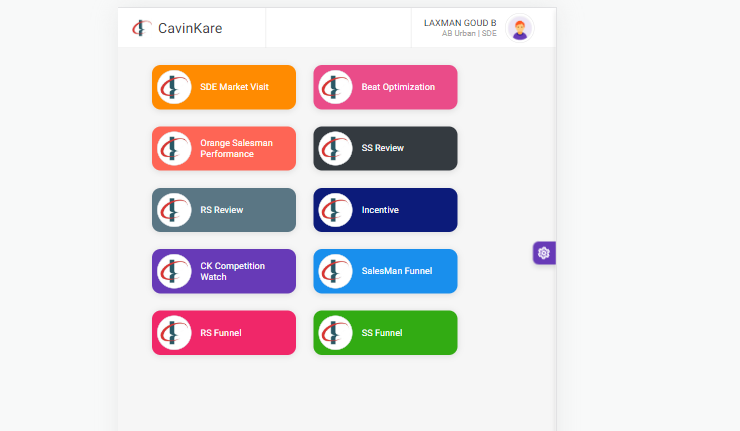 CavinKare
LAXMAN GOUD B
AB Urban | SDE
SDE Market Visit
Beat Optimization
Orange Salesman
Performance
SS Review
RS Review
Incentive
CK Competition
Watch
SalesMan Funnel
RS Funnel
SS Funnel